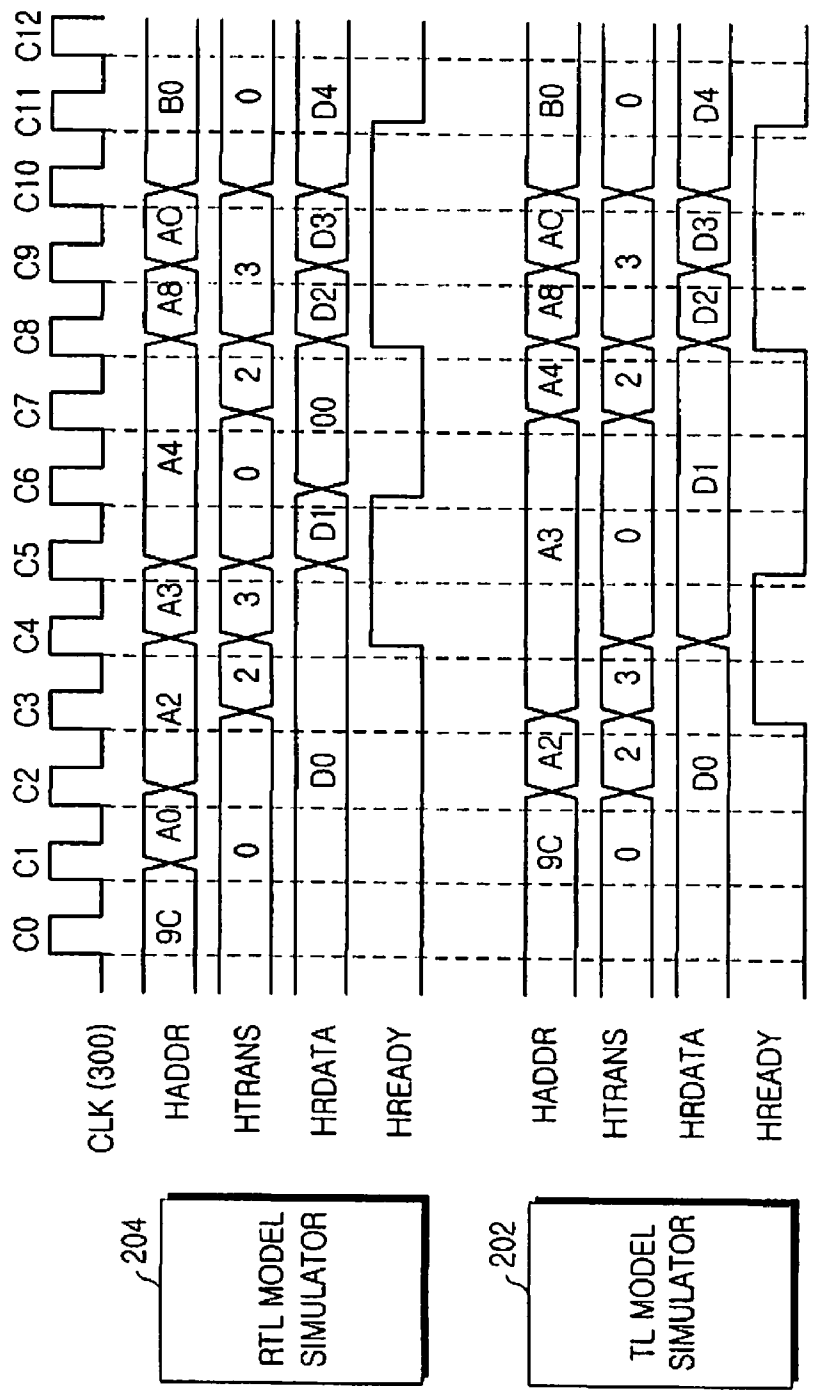 C0 C1 C2 C3 C4 C5 C6 C7 C8 C9 C10 C11 C12
CLK (300)
204
RTL MODEL
SIMULATOR
HADDR 9C A0 A2 A3 A4 A8 AC B0
HTRANS 0 2 3 0 2 3 0
HRDATA D0 D1 00 D2 D3 D4
HREADY
202
TL MODEL
SIMULATOR
HADDR 9C A2 A3 A4 A8 AC B0
HTRANS 0 2 3 0 2 3 0
HRDATA D0 D1 D2 D3 D4
HREADY